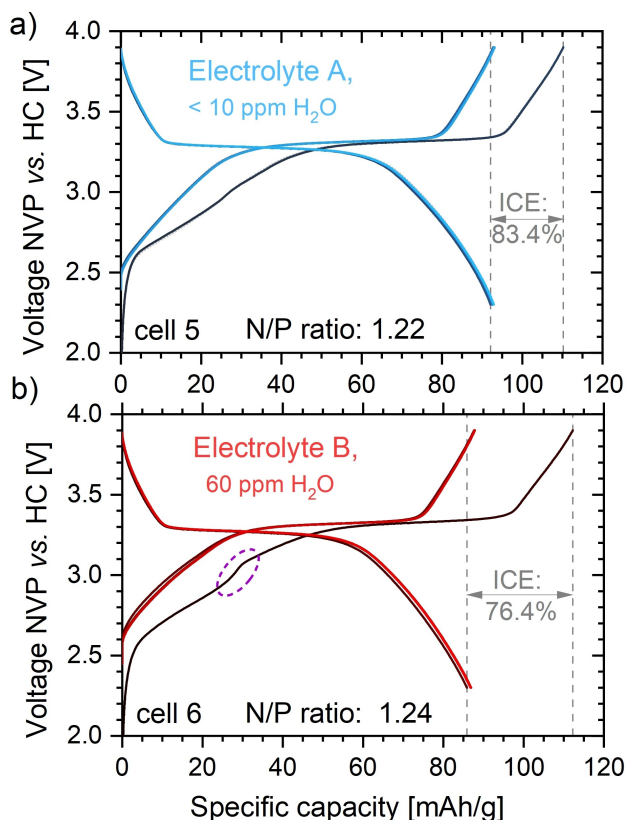 a)
4.0
3.5
3.0
2.5
2.0
Voltage NVP vs. HC [V]
Electrolyte A,
< 10 ppm H₂O
ICE:
83.4%
cell 5 N/P ratio: 1.22
0 20 40 60 80 100 120
b)
4.0
3.5
3.0
2.5
2.0
Voltage NVP vs. HC [V]
Electrolyte B,
60 ppm H₂O
ICE:
76.4%
cell 6 N/P ratio: 1.24
0 20 40 60 80 100 120
Specific capacity [mAh/g]